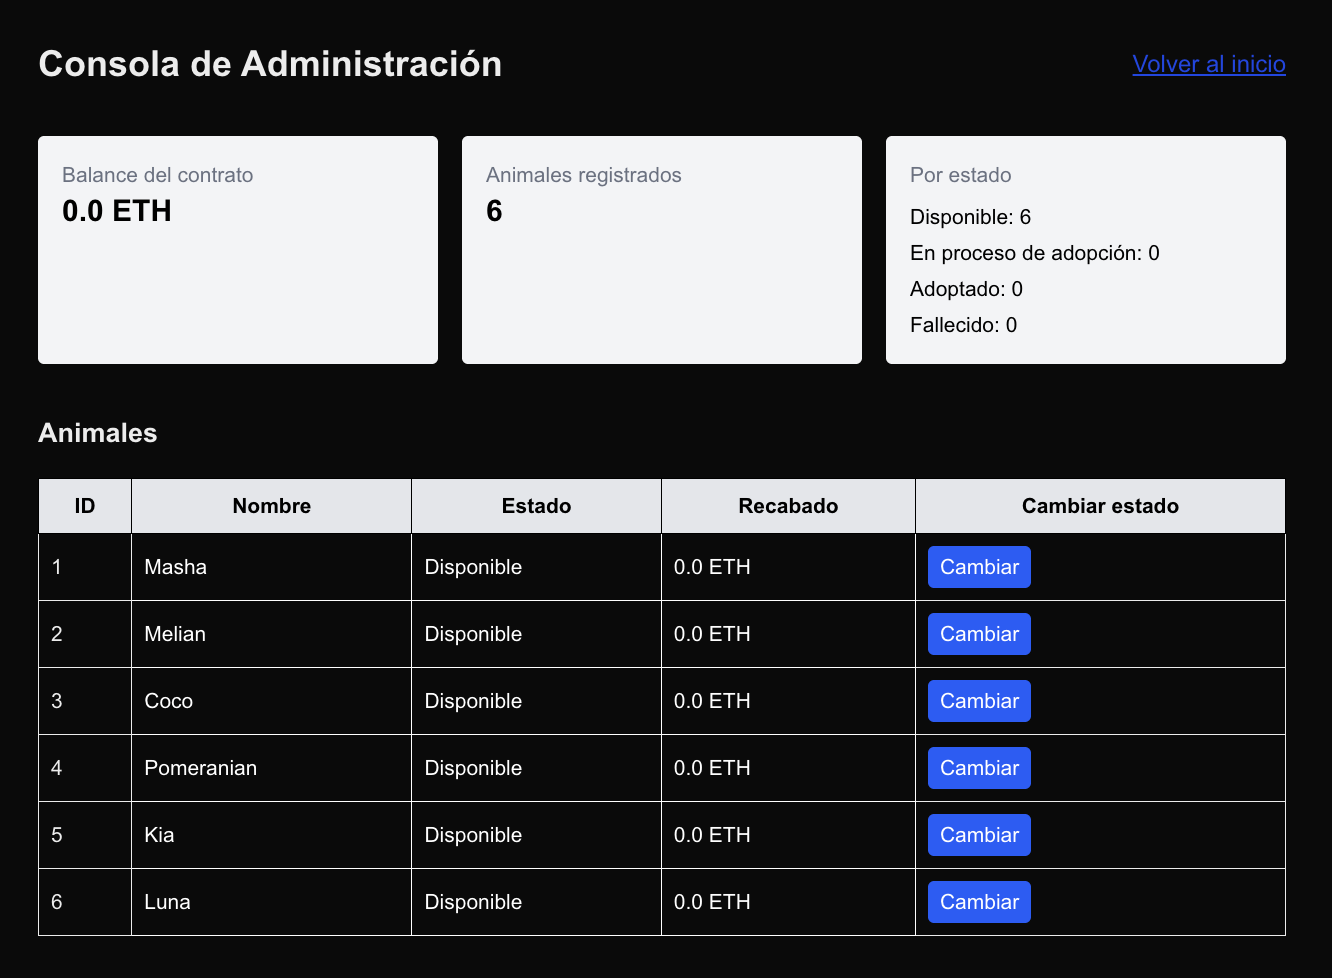 Consola de Administración
Volver al inicio
Balance del contrato
0.0 ETH
Animales registrados
6
Por estado
Disponible: 6
En proceso de adopción: 0
Adoptado: 0
Fallecido: 0
Animales
ID Nombre Estado Recabado Cambiar estado
1 Masha Disponible 0.0 ETH Cambiar
2 Melian Disponible 0.0 ETH Cambiar
3 Coco Disponible 0.0 ETH Cambiar
4 Pomeranian Disponible 0.0 ETH Cambiar
5 Kia Disponible 0.0 ETH Cambiar
6 Luna Disponible 0.0 ETH Cambiar